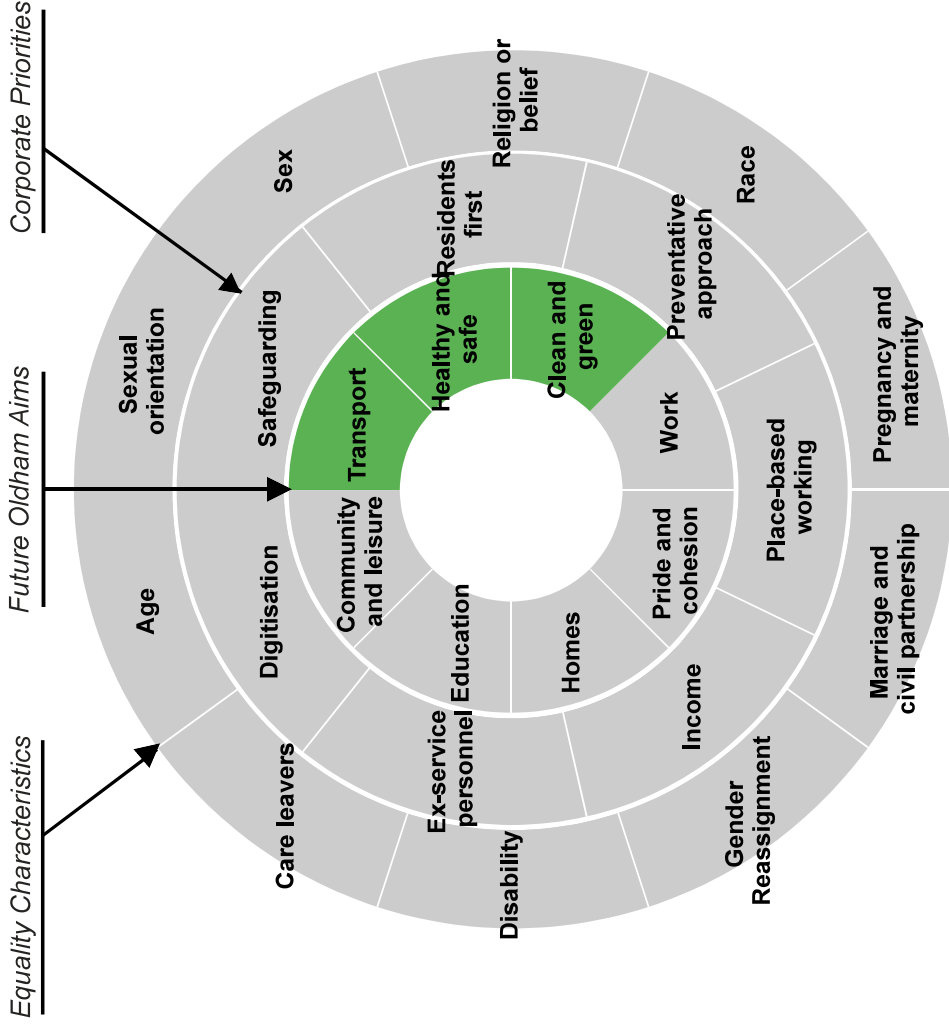 Equality Characteristics
Future Oldham Aims
Corporate Priorities
Age
Sexual
orientation
Sex
Religion or
belief
Race
Pregnancy and
maternity
Marriage and
civil partnership
Gender
Reassignment
Disability
Care leavers
Digitisation
Safeguarding
Residents
first
Preventative
approach
Place-based
working
Income
Ex-service
personnel
Community
and leisure
Transport
Healthy and
safe
Clean and
green
Work
Pride and
cohesion
Homes
Education